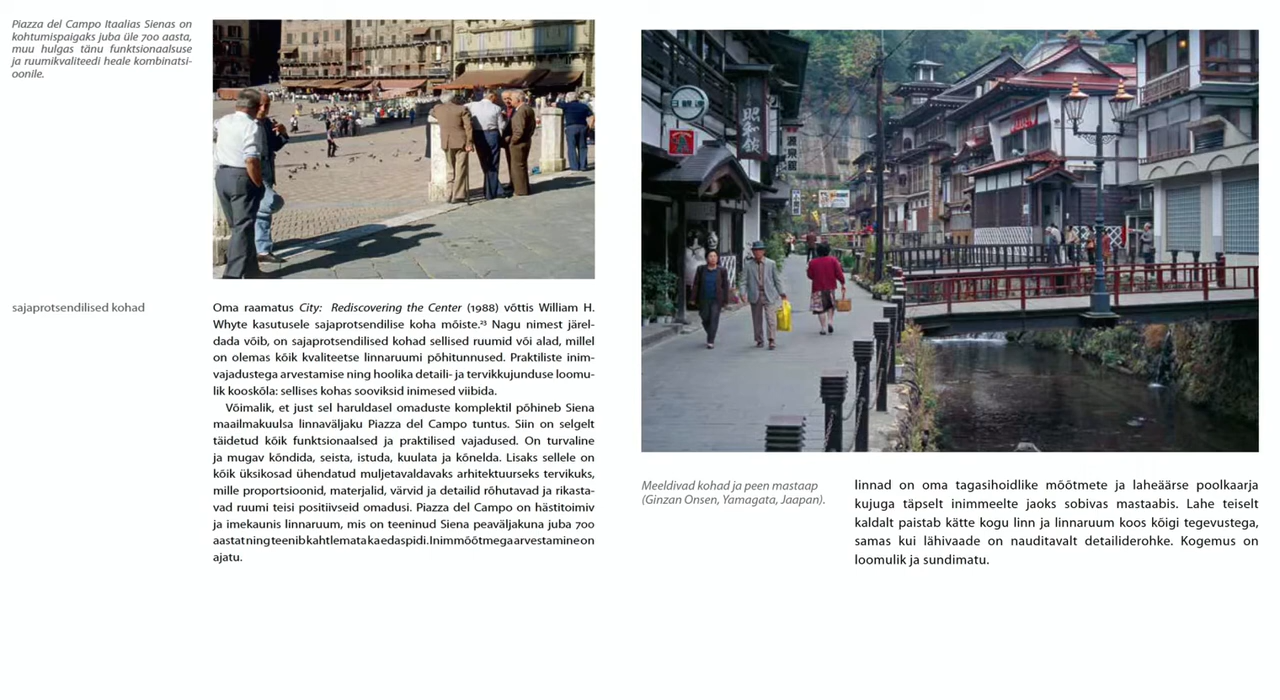 Piazza del Campo Itaalias Sienas on
kohtumispaigaks juba üle 700 aasta,
muu hulgas tänu funktsionaalsuse
ja ruumikvaliteedi heale kombinatsi-
oonile.
sajaprotsendilised kohad
Oma raamatus City: Rediscovering the Center (1988) võttis William H.
Whyte kasutusele sajaprotsendilise koha mõiste.²³ Nagu nimest järel-
dada võib, on sajaprotsendilised kohad sellised ruumid või alad, millel
on olemas kõik kvaliteetse linnaruumi põhitunnused. Praktiliste inim-
vajadustega arvestamise ning hoolika detaili- ja tervikkujunduse loomu-
lik kooskõla: sellises kohas sooviksid inimesed viibida.
Võimalik, et just sel haruldasel omaduste komplektil põhineb Siena
maailmakuulsa linnaväljaku Piazza del Campo tuntus. Siin on selgelt
täidetud kõik funktsionaalsed ja praktilised vajadused. On turvaline
ja mugav kõndida, seista, istuda, kuulata ja kõnelda. Lisaks sellele on
kõik üksikosad ühendatud muljetavaldavaks arhitektuurseks tervikuks,
mille proportsioonid, materjalid, värvid ja detailid rõhutavad ja rikasta-
vad ruumi teisi positiivseid omadusi. Piazza del Campo on hästitoimiv
ja imekaunis linnaruum, mis on teeninud Siena peaväljakuna juba 700
aastat ning teenib kahtlemata ka edaspidi. Inimmõõtmega arvestamine on
ajatu.
日観連
昭和館
源泉館
Meeldivad kohad ja peen mastaap
(Ginzan Onsen, Yamagata, Jaapan).
linnad on oma tagasihoidlike mõõtmete ja laheäärse poolkaarja
kujuga täpselt inimmeelte jaoks sobivas mastaabis. Lahe teiselt
kaldalt paistab kätte kogu linn ja linnaruum koos kõigi tegevustega,
samas kui lähivaade on nauditavalt detailiderohke. Kogemus on
loomulik ja sundimatu.